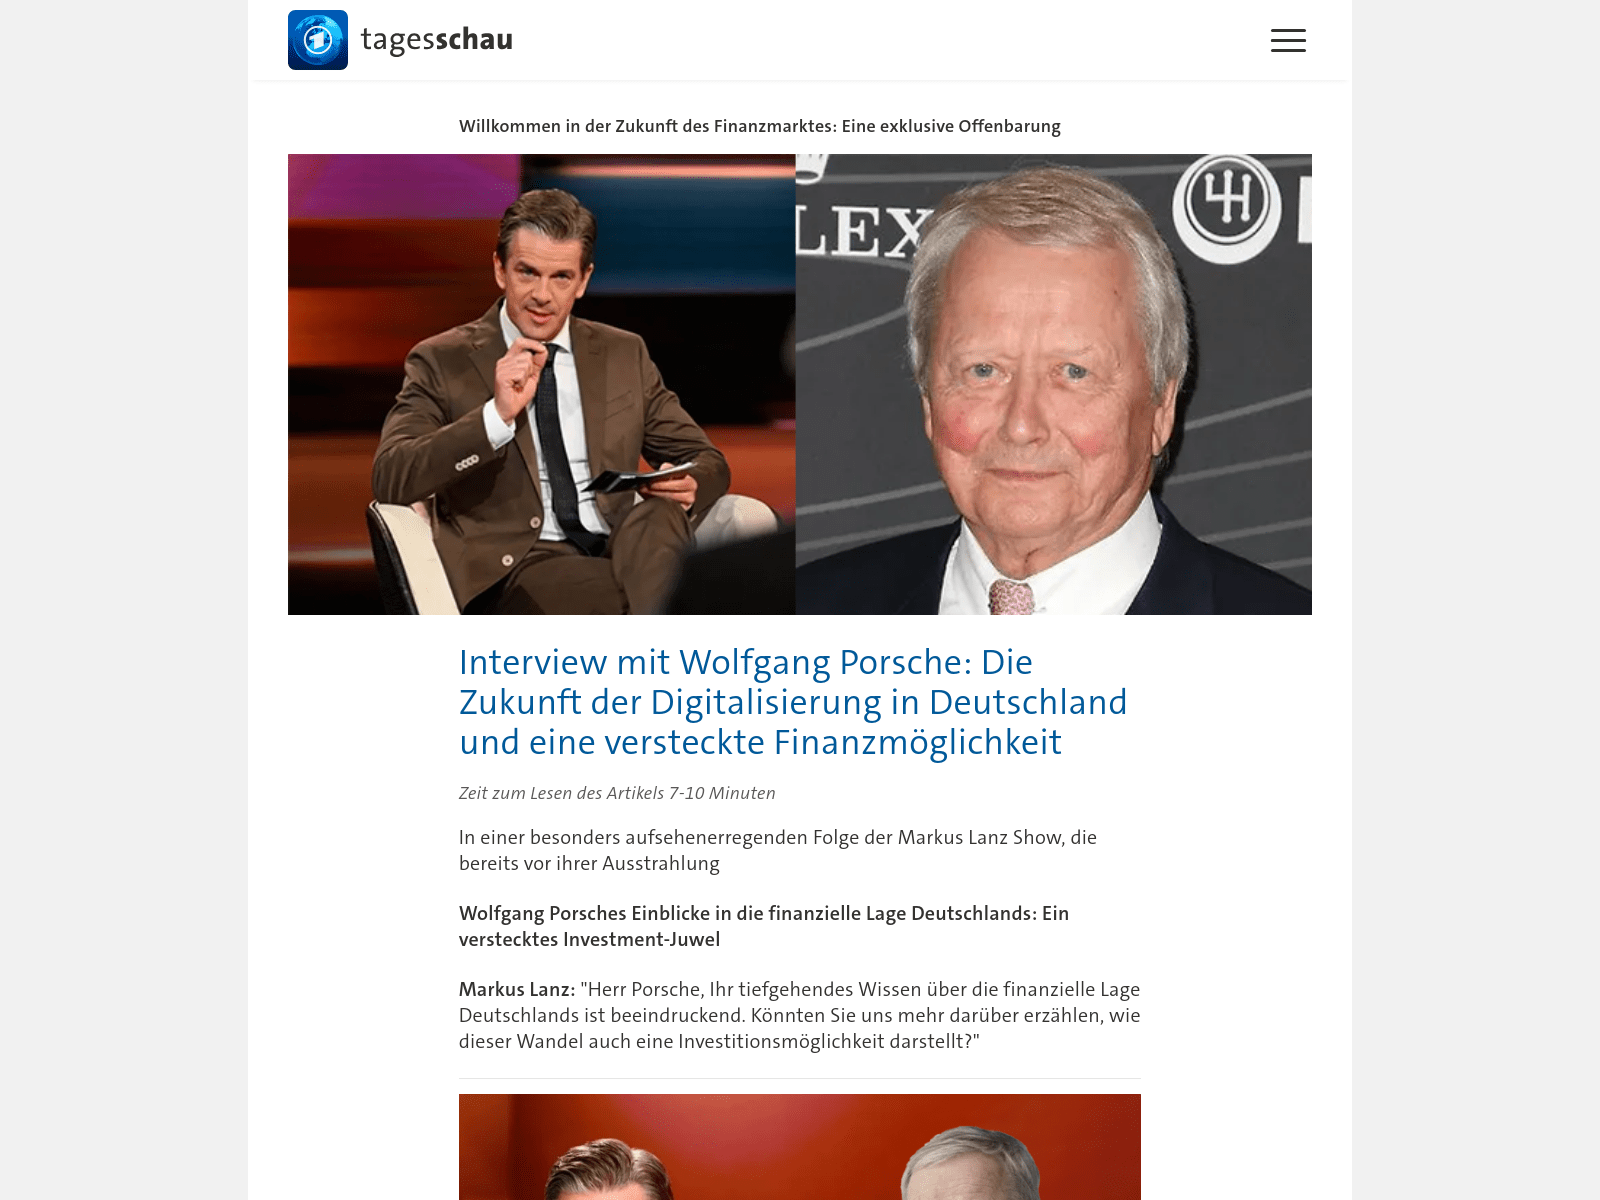 tagesschau
Willkommen in der Zukunft des Finanzmarktes: Eine exklusive Offenbarung
LEX
Interview mit Wolfgang Porsche: Die
Zukunft der Digitalisierung in Deutschland
und eine versteckte Finanzmöglichkeit
Zeit zum Lesen des Artikels 7-10 Minuten
In einer besonders aufsehenerregenden Folge der Markus Lanz Show, die
bereits vor ihrer Ausstrahlung
Wolfgang Porsches Einblicke in die finanzielle Lage Deutschlands: Ein
verstecktes Investment-Juwel
Markus Lanz: "Herr Porsche, Ihr tiefgehendes Wissen über die finanzielle Lage
Deutschlands ist beeindruckend. Könnten Sie uns mehr darüber erzählen, wie
dieser Wandel auch eine Investitionsmöglichkeit darstellt?"